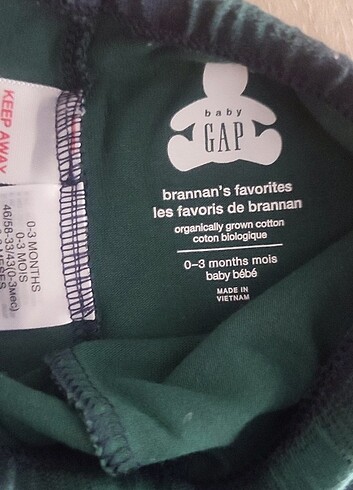 baby
GAP
brannan's favorites
les favoris de brannan
organically grown cotton
coton biologique
0–3 months mois
baby bébé
MADE IN
VIETNAM
KEEP AWAY
0-3 MONTHS
0-3 MOIS